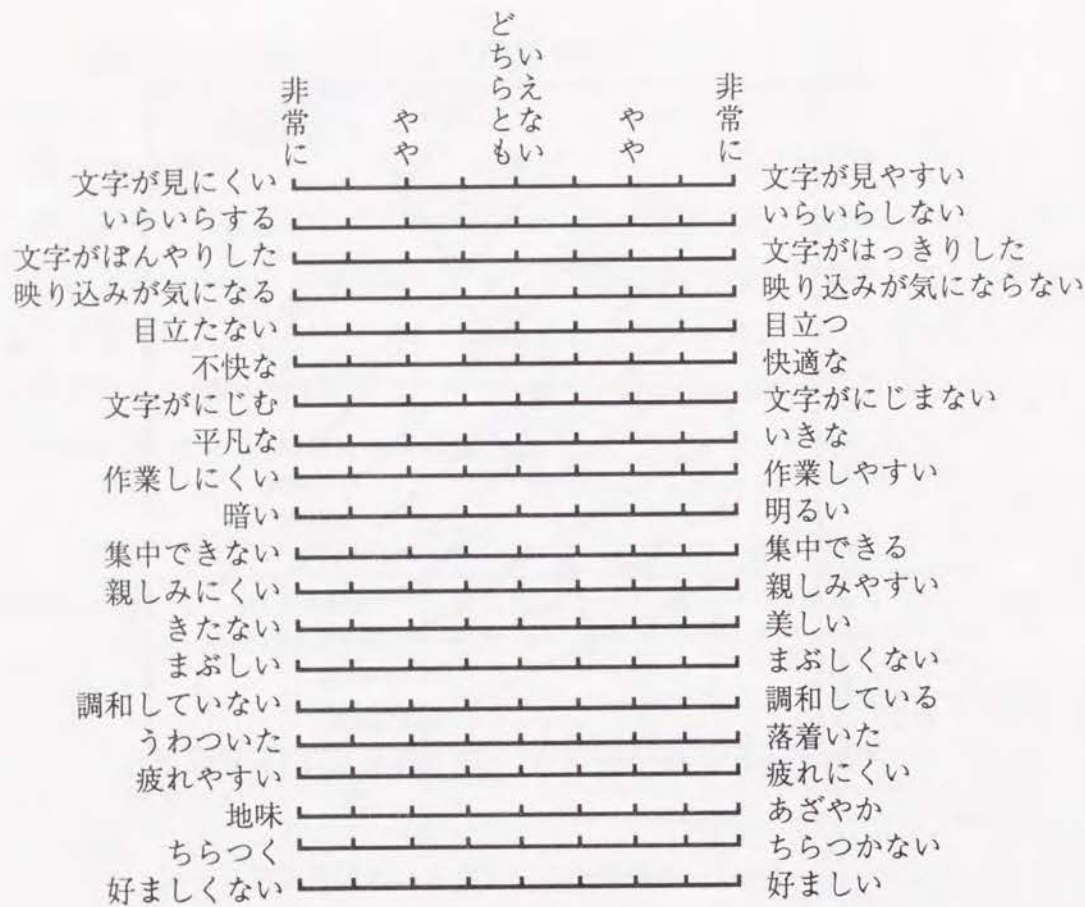 非常に やや どちらともいえない やや 非常に
文字が見にくい 文字が見やすい
いらいらする いらいらしない
文字がぼんやりした 文字がはっきりした
映り込みが気になる 映り込みが気にならない
目立たない 目立つ
不快な 快適な
文字がにじむ 文字がにじまない
平凡な いきな
作業しにくい 作業しやすい
暗い 明るい
集中できない 集中できる
親しみにくい 親しみやすい
きたない 美しい
まぶしい まぶしくない
調和していない 調和している
うわついた 落着いた
疲れやすい 疲れにくい
地味 あざやか
ちらつく ちらつかない
好ましくない 好ましい